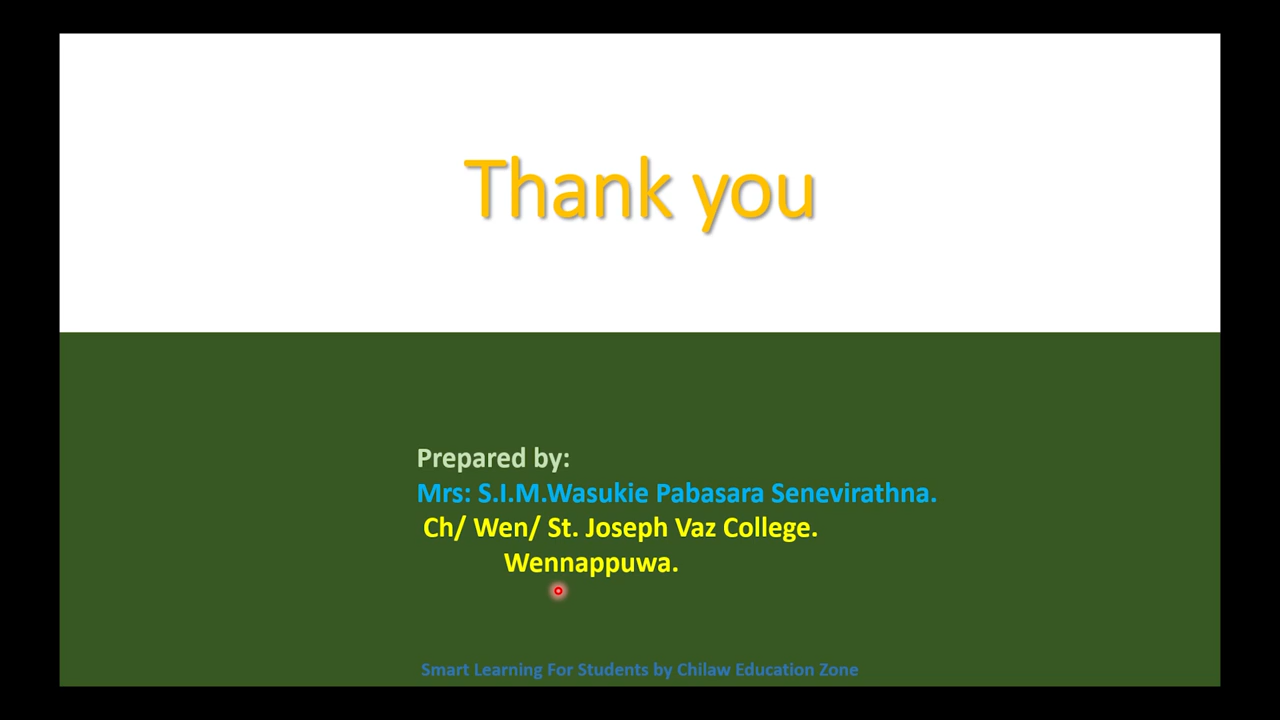 Thank you
Prepared by:
Mrs: S.I.M.Wasukie Pabasara Senevirathna.
Ch/ Wen/ St. Joseph Vaz College.
Wennappuwa.
Smart Learning For Students by Chilaw Education Zone